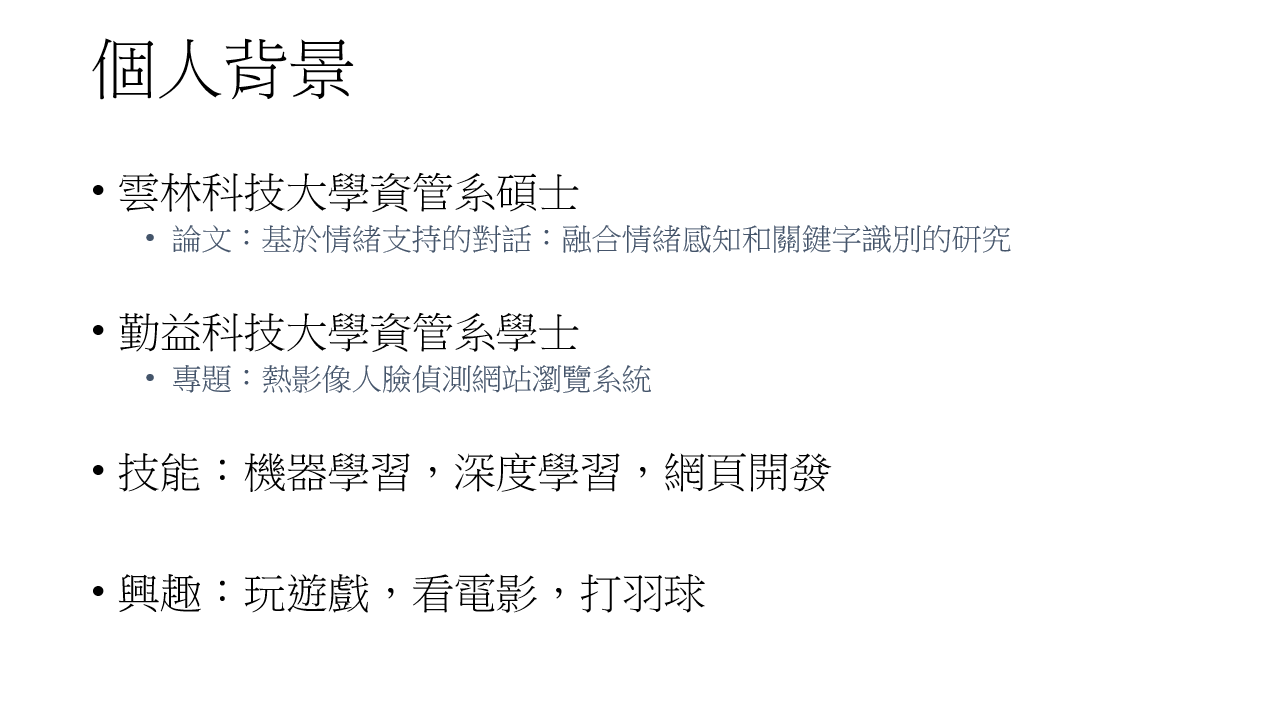 個人背景
• 雲林科技大學資管系碩士
• 論文：基於情緒支持的對話：融合情緒感知和關鍵字識別的研究
• 勤益科技大學資管系學士
• 專題：熱影像人臉偵測網站瀏覽系統
• 技能：機器學習，深度學習，網頁開發
• 興趣：玩遊戲，看電影，打羽球